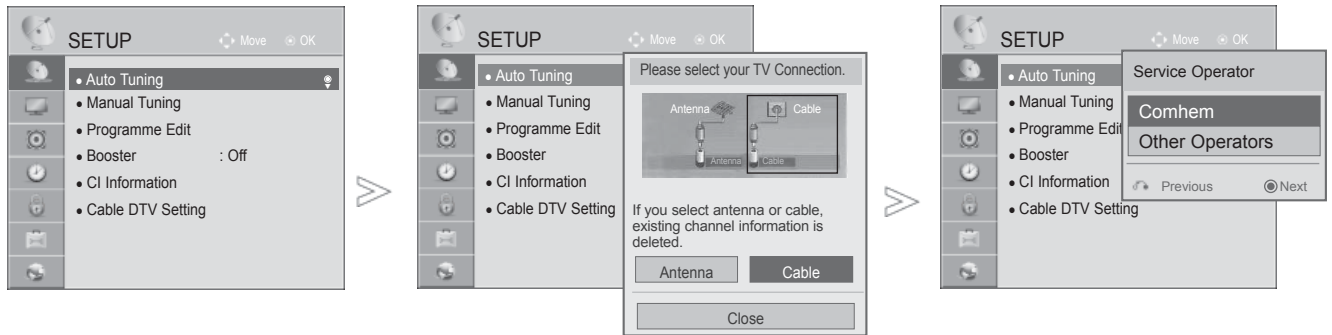 SETUP
Move
OK
• Auto Tuning
• Manual Tuning
• Programme Edit
• Booster : Off
• CI Information
• Cable DTV Setting
SETUP
Move
OK
• Auto Tuning
• Manual Tuning
• Programme Edit
• Booster
• CI Information
• Cable DTV Setting
Please select your TV Connection.
Antenna
Cable
Antenna
Cable
If you select antenna or cable,
existing channel information is
deleted.
Antenna
Cable
Close
SETUP
Move
OK
• Auto Tuning
• Manual Tuning
• Programme Edit
• Booster
• CI Information
• Cable DTV Setting
Service Operator
Comhem
Other Operators
Previous
Next